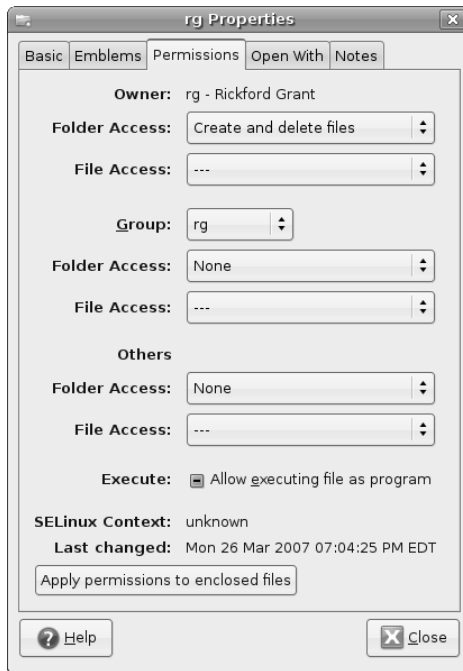 rg Properties
Basic Emblems Permissions Open With Notes
Owner: rg - Rickford Grant
Folder Access: Create and delete files
File Access: ---
Group: rg
Folder Access: None
File Access: ---
Others
Folder Access: None
File Access: ---
Execute: Allow executing file as program
SELinux Context: unknown
Last changed: Mon 26 Mar 2007 07:04:25 PM EDT
Apply permissions to enclosed files
Help Close